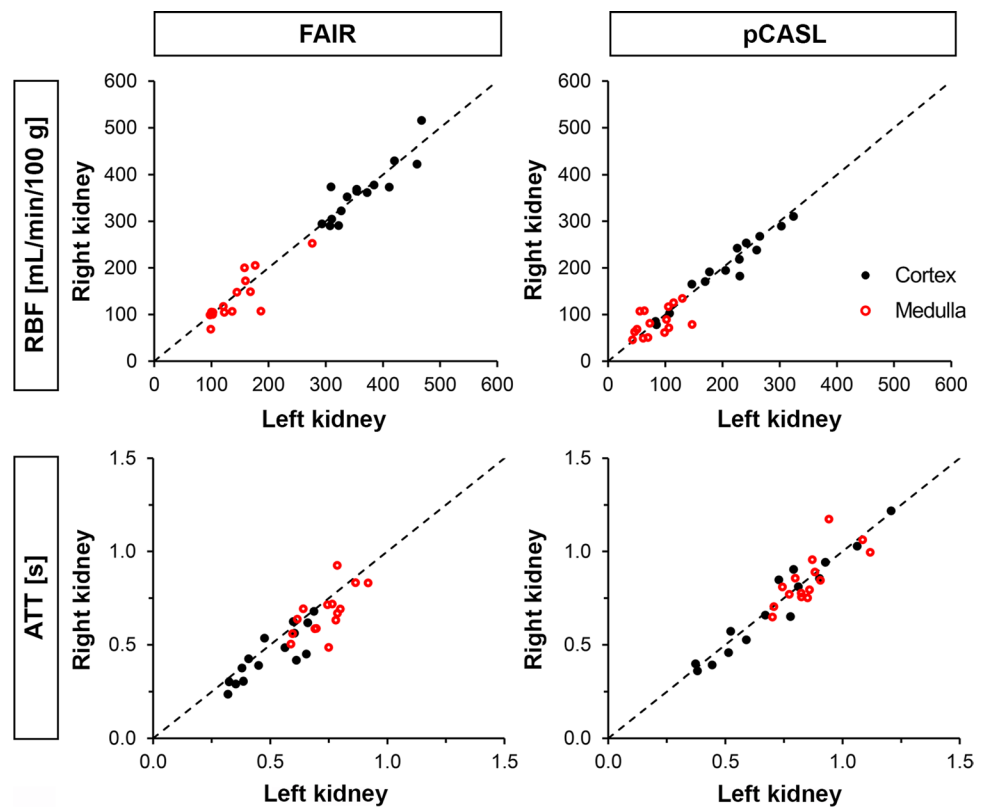 FAIR
pCASL
RBF [mL/min/100 g]
Right kidney
600
500
400
300
200
100
0
0 100 200 300 400 500 600
Left kidney
Right kidney
600
500
400
300
200
100
0
0 100 200 300 400 500 600
Left kidney
Cortex
Medulla
ATT [s]
Right kidney
1.5
1.0
0.5
0.0
0.0 0.5 1.0 1.5
Left kidney
Right kidney
1.5
1.0
0.5
0.0
0.0 0.5 1.0 1.5
Left kidney